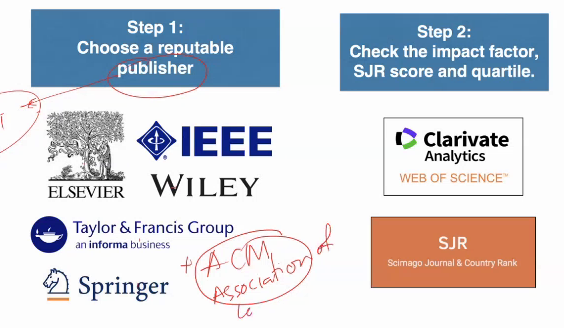 Step 1:
Choose a reputable
publisher
Step 2:
Check the impact factor,
SJR score and quartile.
ELSEVIER
IEEE
WILEY
Taylor & Francis Group
an informa business
Springer
+ ACM
Association of
Clarivate
Analytics
WEB OF SCIENCE™
SJR
Scimago Journal & Country Rank